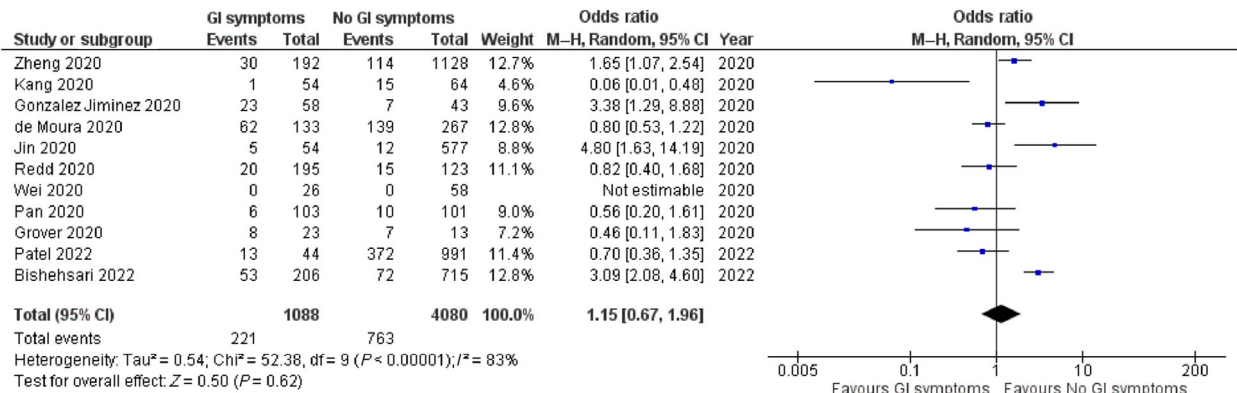 GI symptoms No GI symptoms Odds ratio Odds ratio
Study or subgroup Events Total Events Total Weight M–H, Random, 95% CI Year M–H, Random, 95% CI
Zheng 2020 30 192 114 1128 12.7% 1.65 [1.07, 2.54] 2020
Kang 2020 1 54 15 64 4.6% 0.06 [0.01, 0.48] 2020
Gonzalez Jiminez 2020 23 58 7 43 9.6% 3.38 [1.29, 8.88] 2020
de Moura 2020 62 133 139 267 12.8% 0.80 [0.53, 1.22] 2020
Jin 2020 5 54 12 577 8.8% 4.80 [1.63, 14.19] 2020
Redd 2020 20 195 15 123 11.1% 0.82 [0.40, 1.68] 2020
Wei 2020 0 26 0 58 Not estimable 2020
Pan 2020 6 103 10 101 9.0% 0.56 [0.20, 1.61] 2020
Grover 2020 8 23 7 13 7.2% 0.46 [0.11, 1.83] 2020
Patel 2022 13 44 372 991 11.4% 0.70 [0.36, 1.35] 2022
Bishehsari 2022 53 206 72 715 12.8% 3.09 [2.08, 4.60] 2022
Total (95% CI) 1088 4080 100.0% 1.15 [0.67, 1.96]
Total events 221 763
Heterogeneity: Tau² = 0.54; Chi² = 52.38, df = 9 (P < 0.00001); I² = 83%
Test for overall effect: Z = 0.50 (P = 0.62)
0.005 0.1 1 10 200
Favours GI symptoms Favours No GI symptoms